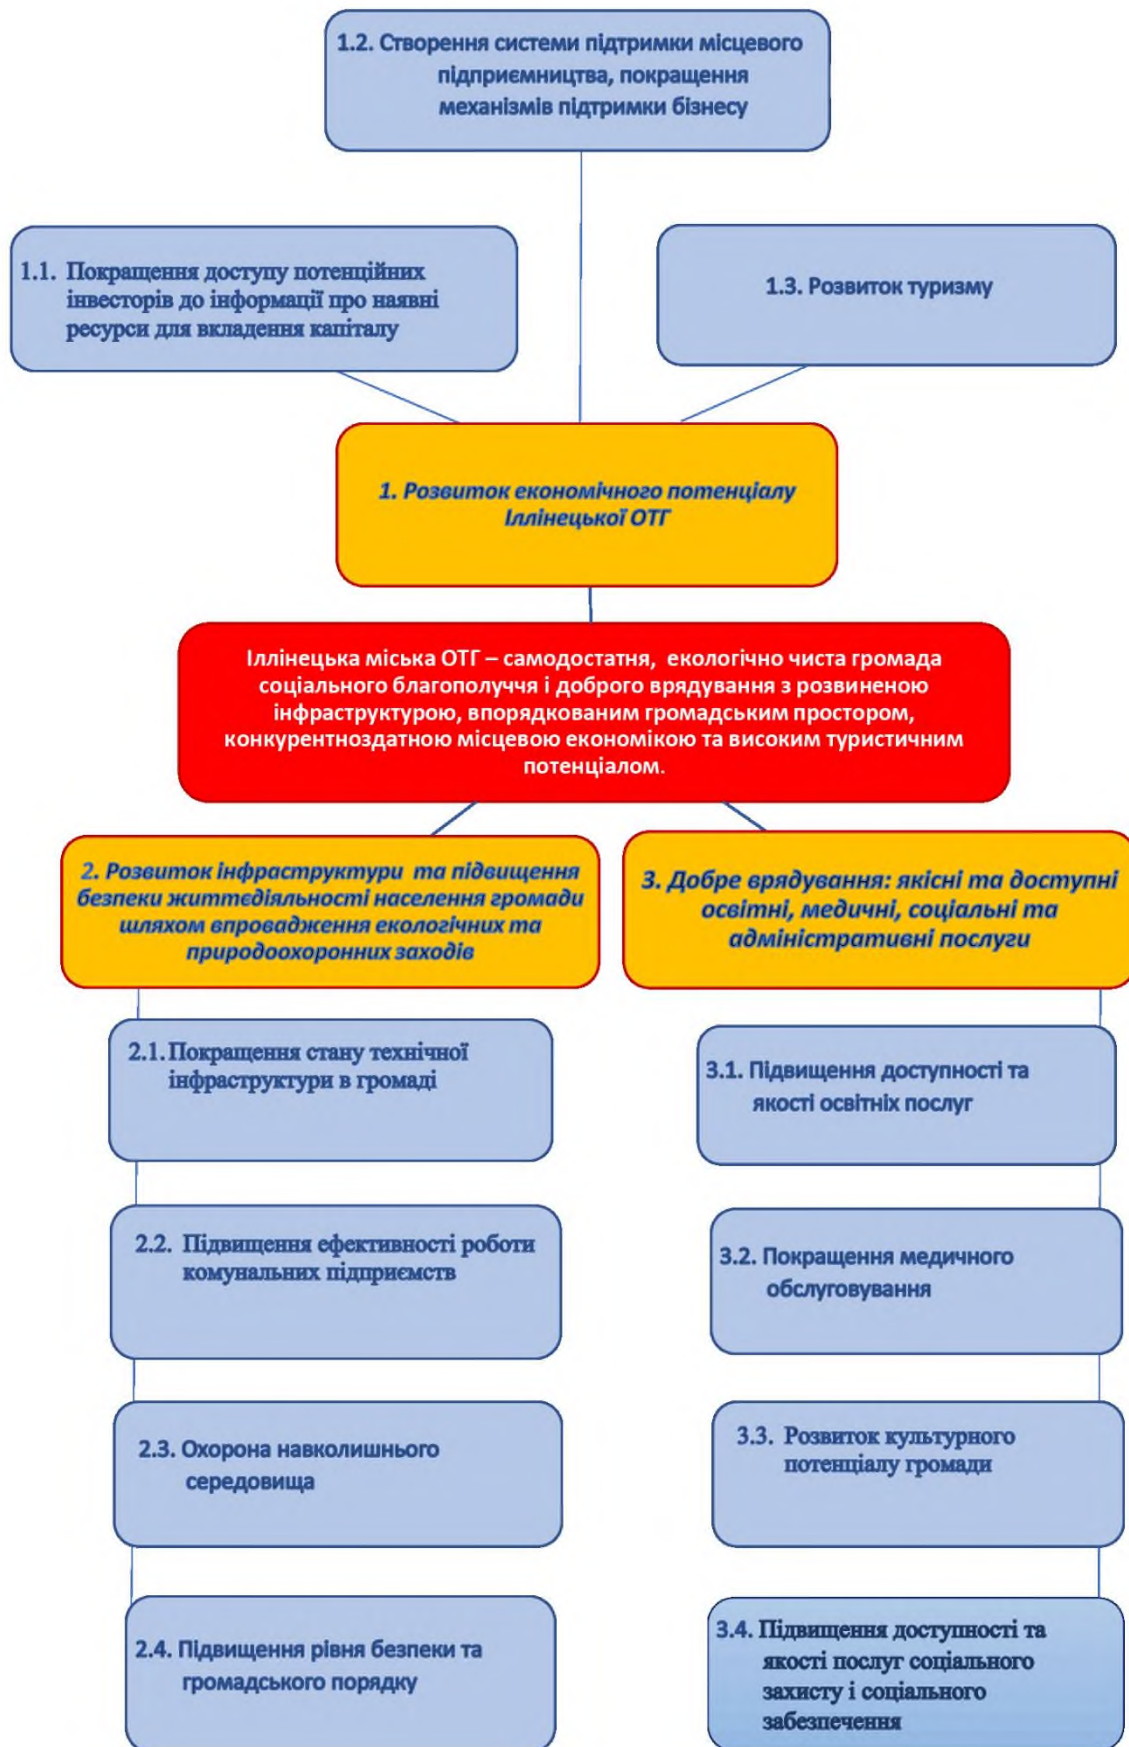 1.2. Створення системи підтримки місцевого
підприємництва, покращення
механізмів підтримки бізнесу
1.1. Покращення доступу потенційних
інвесторів до інформації про наявні
ресурси для вкладення капіталу
1.3. Розвиток туризму
1. Розвиток економічного потенціалу
Іллінецької ОТГ
Іллінецька міська ОТГ – самодостатня, екологічно чиста громада
соціального благополуччя і доброго врядування з розвиненою
інфраструктурою, впорядкованим громадським простором,
конкурентноздатною місцевою економікою та високим туристичним
потенціалом.
2. Розвиток інфраструктури та підвищення
безпеки життєдіяльності населення громади
шляхом впровадження екологічних та
природоохоронних заходів
3. Добре врядування: якісні та доступні
освітні, медичні, соціальні та
адміністративні послуги
2.1. Покращення стану технічної
інфраструктури в громаді
3.1. Підвищення доступності та
якості освітніх послуг
2.2. Підвищення ефективності роботи
комунальних підприємств
3.2. Покращення медичного
обслуговування
2.3. Охорона навколишнього
середовища
3.3. Розвиток культурного
потенціалу громади
2.4. Підвищення рівня безпеки та
громадського порядку
3.4. Підвищення доступності та
якості послуг соціального
захисту і соціального
забезпечення